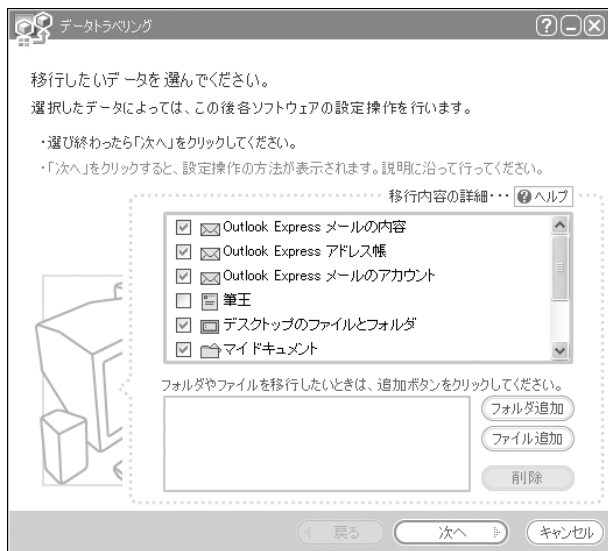 データトラベリング
移行したいデータを選んでください。
選択したデータによっては、この後各ソフトウェアの設定操作を行います。
・選び終わったら「次へ」をクリックしてください。
・「次へ」をクリックすると、設定操作の方法が表示されます。説明に沿って行ってください。
移行内容の詳細・・・ ?ヘルプ
Outlook Express メールの内容
Outlook Express アドレス帳
Outlook Express メールのアカウント
筆王
デスクトップのファイルとフォルダ
マイドキュメント
フォルダやファイルを移行したいときは、追加ボタンをクリックしてください。
フォルダ追加
ファイル追加
削除
戻る 次へ キャンセル